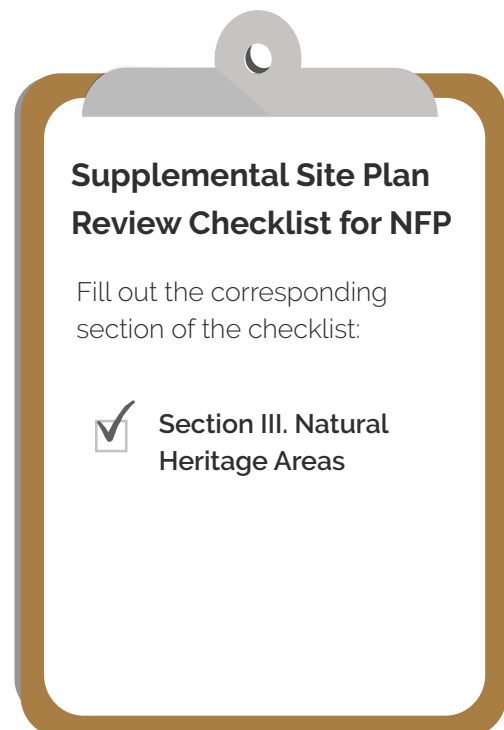 Supplemental Site Plan
Review Checklist for NFP
Fill out the corresponding
section of the checklist:
Section III. Natural
Heritage Areas